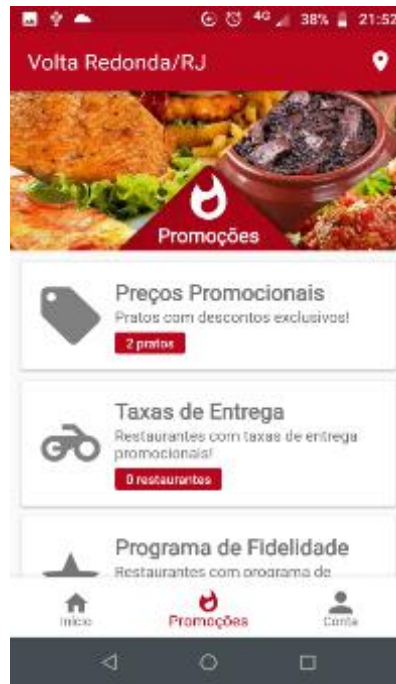 4G 38% 21:52
Volta Redonda/RJ
Promoções
Preços Promocionais
Pratos com descontos exclusivos!
2 pratos
Taxas de Entrega
Restaurantes com taxas de entrega
promocionais!
0 restaurantes
Programa de Fidelidade
Restaurantes com programa de
Início
Promoções
Conta